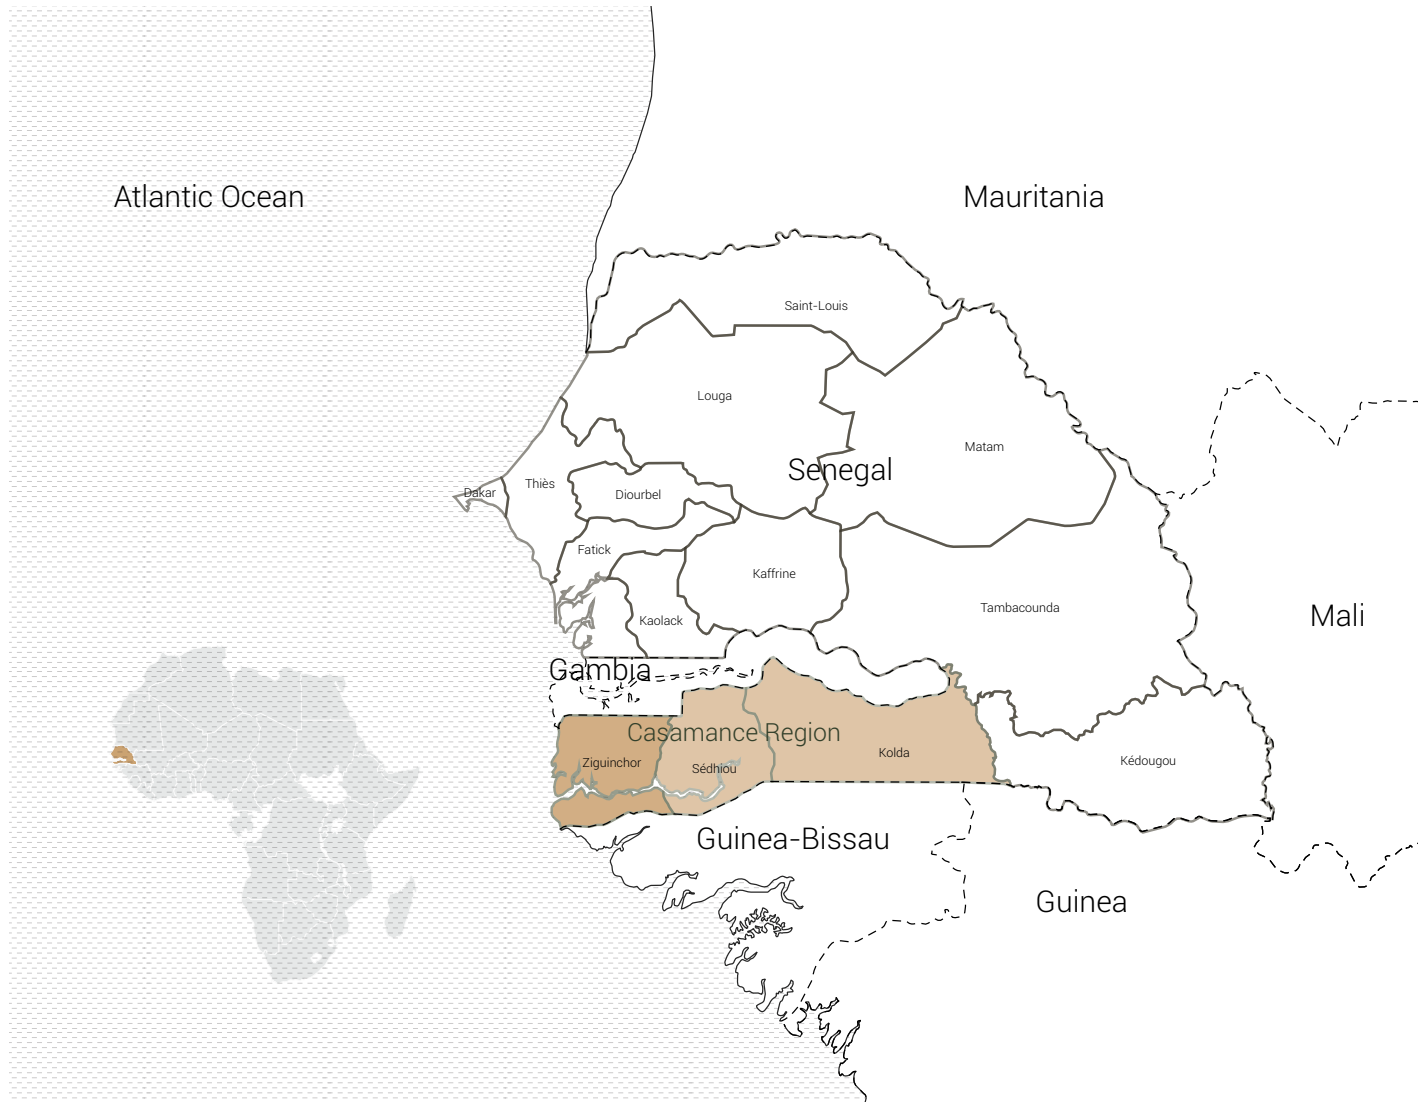 Atlantic Ocean
Mauritania
Saint-Louis
Louga
Matam
Senegal
Thiès
Dakar
Diourbel
Fatick
Kaffrine
Tambacounda
Mali
Kaolack
Gambia
Casamance Region
Kolda
Ziguinchor
Sédhiou
Kédougou
Guinea-Bissau
Guinea